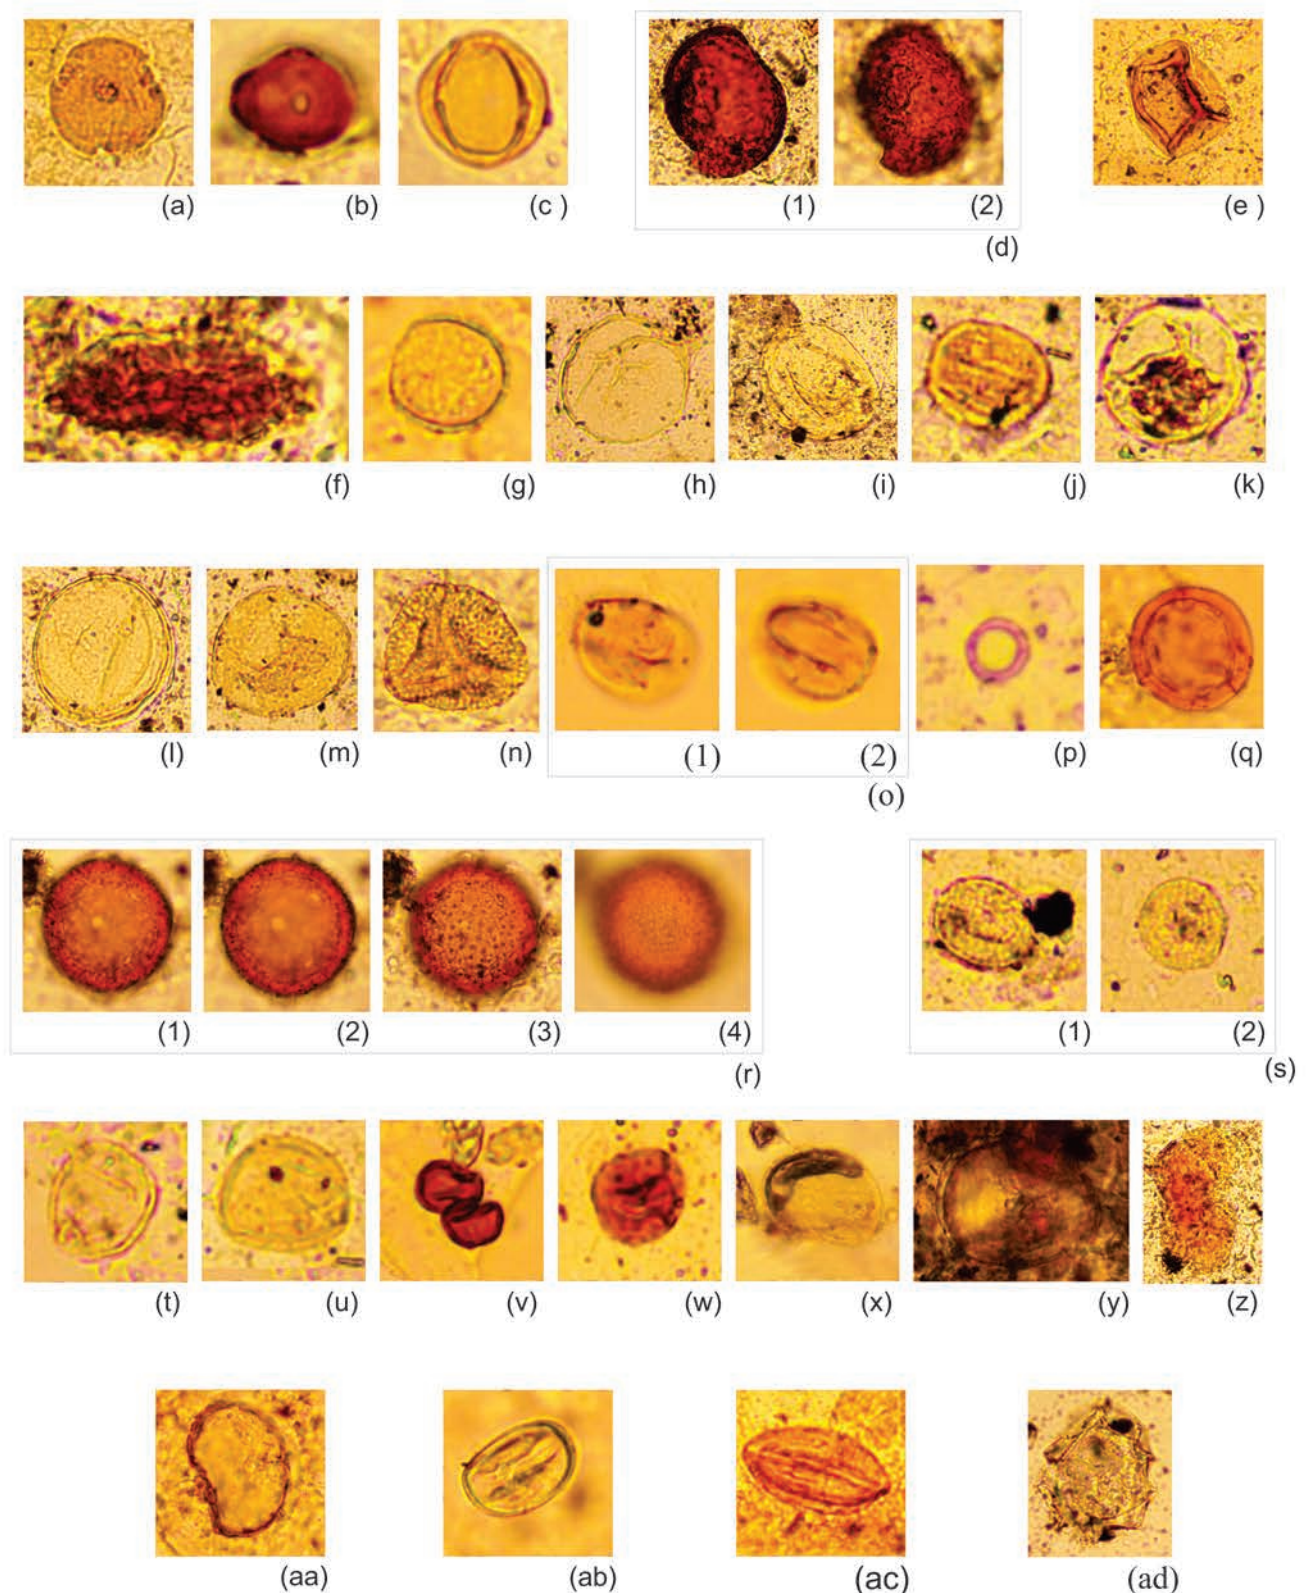 (a) (b) (c ) (1) (2) (e )
(d)
(f) (g) (h) (i) (j) (k)
(l) (m) (n) (1) (2) (p) (q)
(o)
(1) (2) (3) (4) (1) (2)
(r) (s)
(t) (u) (v) (w) (x) (y) (z)
(aa) (ab) (ac) (ad)